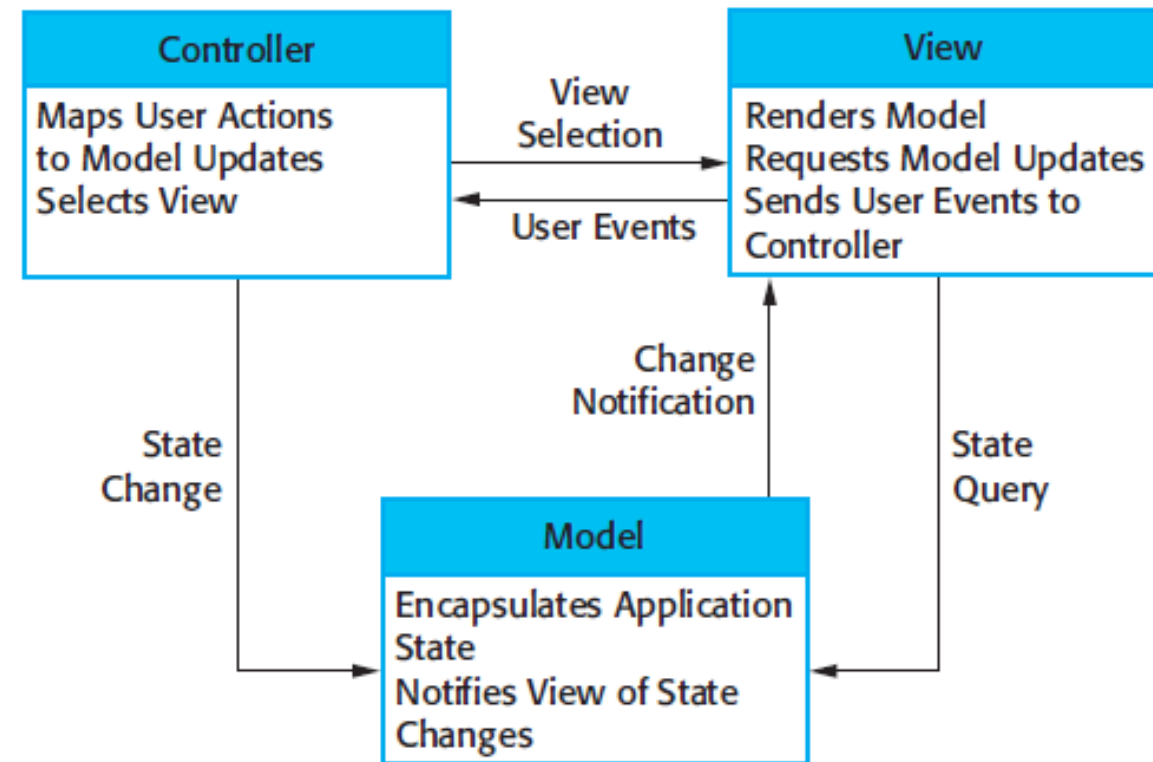 Controller
Maps User Actions
to Model Updates
Selects View
View
Selection
User Events
View
Renders Model
Requests Model Updates
Sends User Events to
Controller
State
Change
Change
Notification
State
Query
Model
Encapsulates Application
State
Notifies View of State
Changes